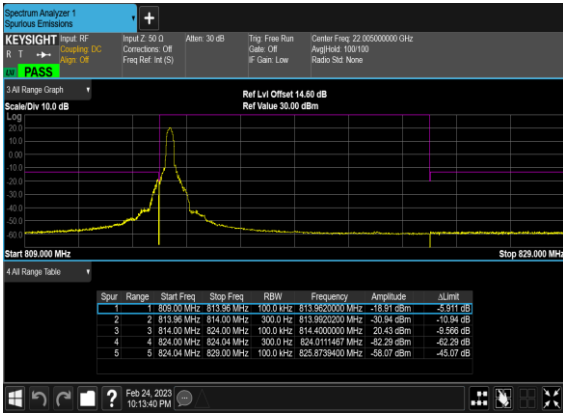 Spectrum Analyzer 1
Spurious Emissions
KEYSIGHT Input: RF Input Z: 50 Ω Atten: 30 dB Trig: Free Run Center Freq: 22.005000000 GHz
R T Coupling: DC Corrections: Off Gate: Off Avg|Hold: 100/100
Align: Off Freq Ref: Int (S) IF Gain: Low Radio Std: None
PASS
3 All Range Graph
Ref Lvl Offset 14.60 dB
Scale/Div 10.0 dB Ref Value 30.00 dBm
Log
20.0
10.0
0.00
-10.0
-20.0
-30.0
-40.0
-50.0
-60.0
Start 809.000 MHz Stop 829.000 MHz
4 All Range Table
Spur Range Start Freq Stop Freq RBW Frequency Amplitude ΔLimit
1 1 809.00 MHz 813.96 MHz 100.0 kHz 813.9620000 MHz -18.91 dBm -5.911 dB
2 2 813.96 MHz 814.00 MHz 300.0 Hz 813.9920200 MHz -30.94 dBm -10.94 dB
3 3 814.00 MHz 824.00 MHz 100.0 kHz 814.4000000 MHz 20.43 dBm -9.566 dB
4 4 824.00 MHz 824.04 MHz 300.0 Hz 824.0111467 MHz -82.29 dBm -62.29 dB
5 5 824.04 MHz 829.00 MHz 100.0 kHz 825.8739400 MHz -58.07 dBm -45.07 dB
? Feb 24, 2023
10:13:40 PM